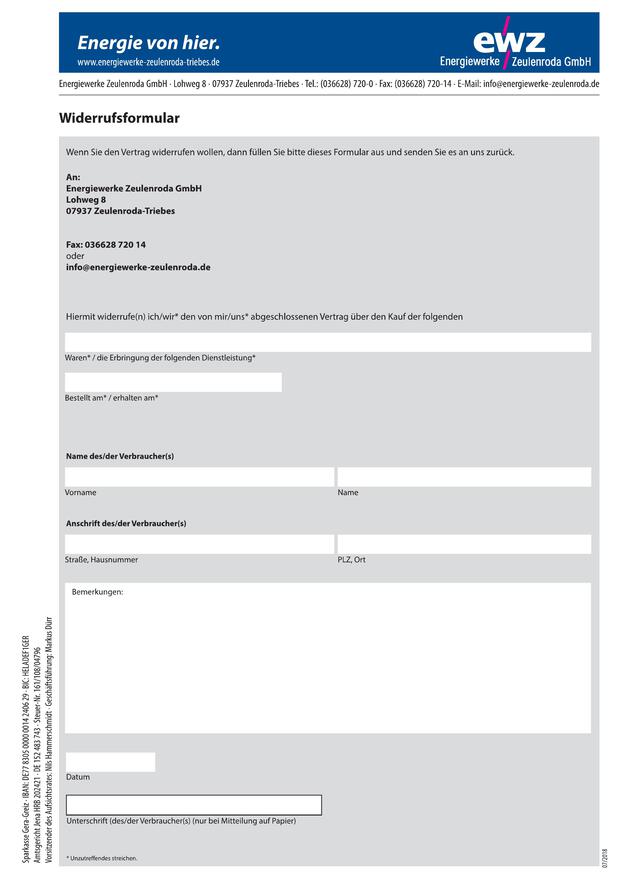 Energie von hier.
www.energiewerke-zeulenroda-triebes.de
ewz
Energiewerke Zeulenroda GmbH
Energiewerke Zeulenroda GmbH · Lohweg 8 · 07937 Zeulenroda-Triebes · Tel.: (036628) 720-0 · Fax: (036628) 720-14 · E-Mail: info@energiewerke-zeulenroda.de
Widerrufsformular
Wenn Sie den Vertrag widerrufen wollen, dann füllen Sie bitte dieses Formular aus und senden Sie es an uns zurück.
An:
Energiewerke Zeulenroda GmbH
Lohweg 8
07937 Zeulenroda-Triebes
Fax: 036628 720 14
oder
info@energiewerke-zeulenroda.de
Hiermit widerrufe(n) ich/wir* den von mir/uns* abgeschlossenen Vertrag über den Kauf der folgenden
Waren* / die Erbringung der folgenden Dienstleistung*
Bestellt am* / erhalten am*
Name des/der Verbraucher(s)
Vorname
Name
Anschrift des/der Verbraucher(s)
Straße, Hausnummer
PLZ, Ort
Bemerkungen:
Datum
Unterschrift (des/der Verbraucher(s) (nur bei Mitteilung auf Papier)
* Unzutreffendes streichen.
Sparkasse Gera-Greiz · IBAN: DE77 8305 0000 0014 2406 29 · BIC: HELADEF1GER
Amtsgericht Jena HRB 202421 · DE 152 483 743 · Steuer-Nr. 161/108/04796
Vorsitzender des Aufsichtsrates: Nils Hammerschmidt · Geschäftsführung: Markus Dürr
07/2018